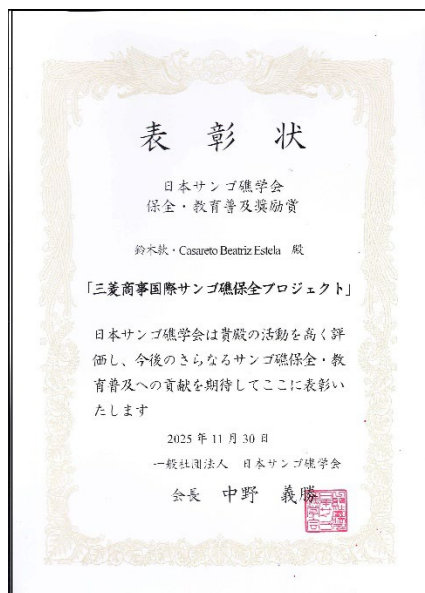 表彰状
日本サンゴ礁学会
保全・教育普及奨励賞
鈴木款・Casareto Beatriz Estela 殿
「三菱商事国際サンゴ礁保全プロジェクト」
日本サンゴ礁学会は貴殿の活動を高く評
価し、今後のさらなるサンゴ礁保全・教
育普及への貢献を期待してここに表彰い
たします
2025年11月30日
一般社団法人 日本サンゴ礁学会
会長 中野 義勝